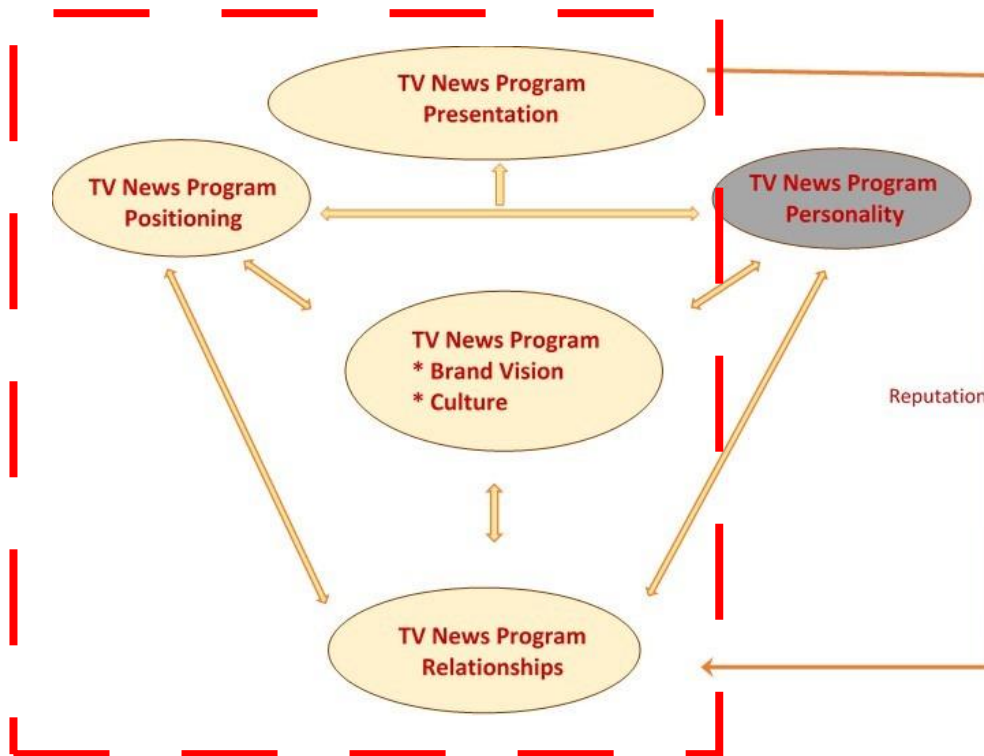 TV News Program
Presentation
TV News Program
Positioning
TV News Program
Personality
TV News Program
* Brand Vision
* Culture
Reputation
TV News Program
Relationships